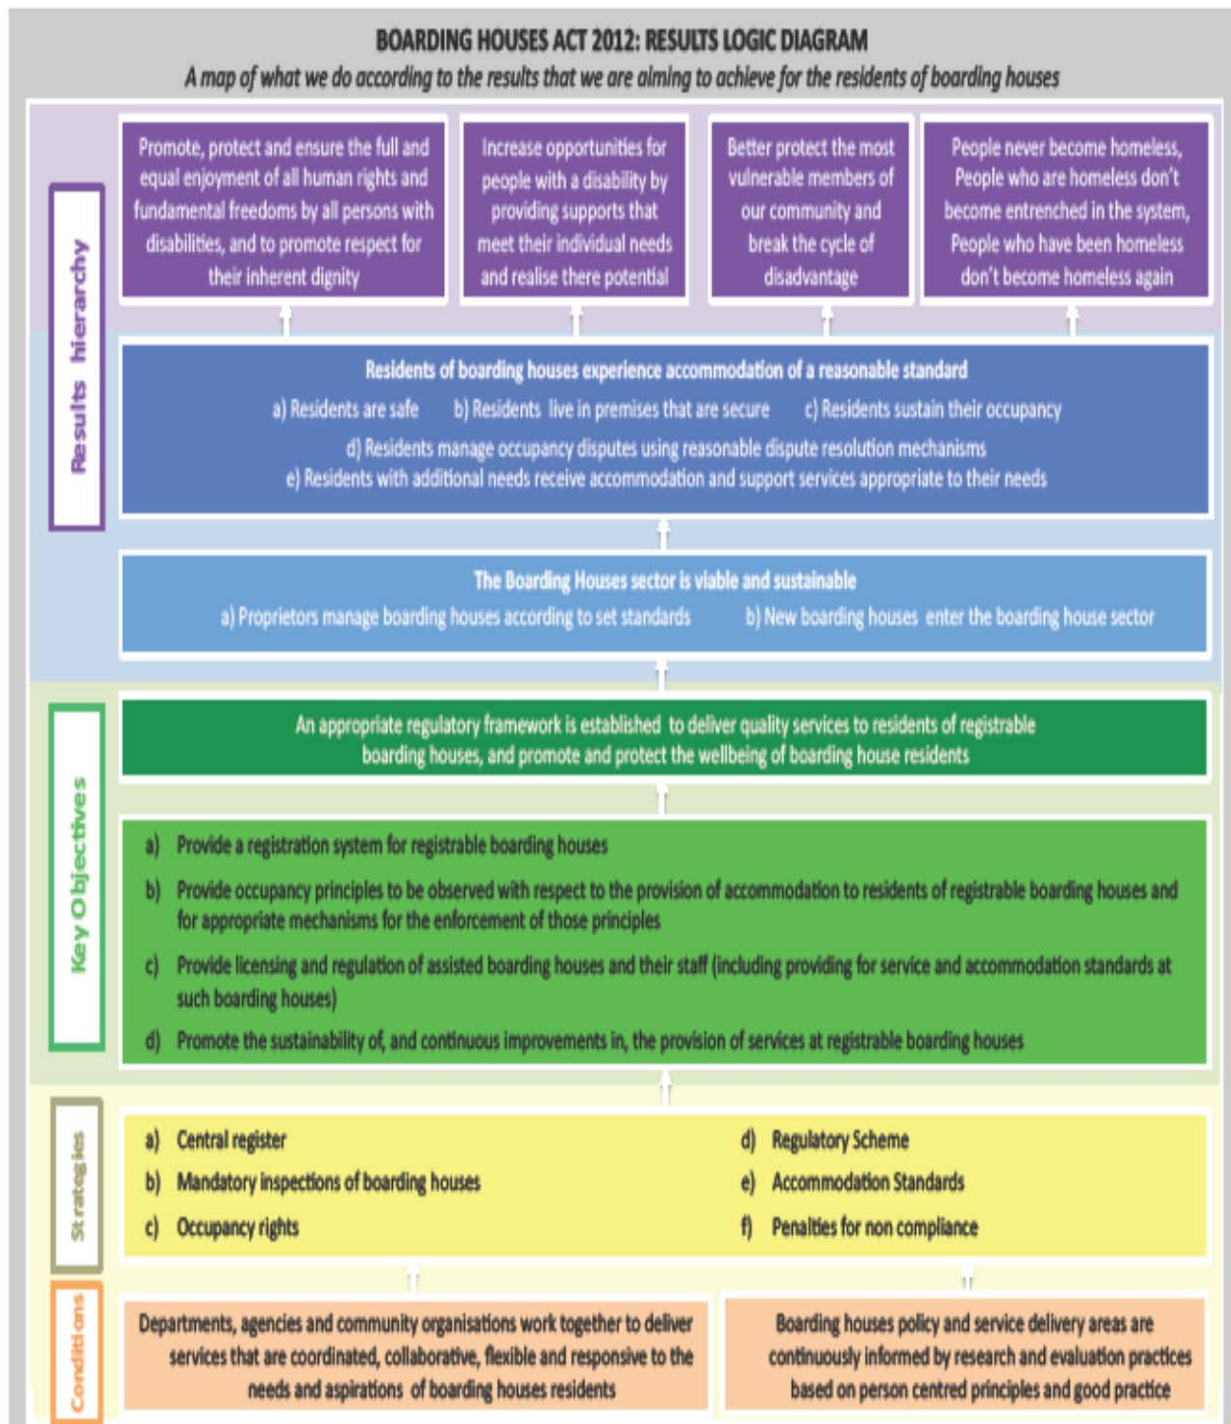 BOARDING HOUSES ACT 2012: RESULTS LOGIC DIAGRAM
A map of what we do according to the results that we are aiming to achieve for the residents of boarding houses
Results hierarchy
Promote, protect and ensure the full and
equal enjoyment of all human rights and
fundamental freedoms by all persons with
disabilities, and to promote respect for
their inherent dignity
Increase opportunities for
people with a disability by
providing supports that
meet their individual needs
and realise there potential
Better protect the most
vulnerable members of
our community and
break the cycle of
disadvantage
People never become homeless,
People who are homeless don't
become entrenched in the system,
People who have been homeless
don't become homeless again
Residents of boarding houses experience accommodation of a reasonable standard
a) Residents are safe b) Residents live in premises that are secure c) Residents sustain their occupancy
d) Residents manage occupancy disputes using reasonable dispute resolution mechanisms
e) Residents with additional needs receive accommodation and support services appropriate to their needs
The Boarding Houses sector is viable and sustainable
a) Proprietors manage boarding houses according to set standards b) New boarding houses enter the boarding house sector
Key Objectives
An appropriate regulatory framework is established to deliver quality services to residents of registrable
boarding houses, and promote and protect the wellbeing of boarding house residents
a) Provide a registration system for registrable boarding houses
b) Provide occupancy principles to be observed with respect to the provision of accommodation to residents of registrable boarding houses and
for appropriate mechanisms for the enforcement of those principles
c) Provide licensing and regulation of assisted boarding houses and their staff (including providing for service and accommodation standards at
such boarding houses)
d) Promote the sustainability of, and continuous improvements in, the provision of services at registrable boarding houses
Strategies
a) Central register
b) Mandatory inspections of boarding houses
c) Occupancy rights
d) Regulatory Scheme
e) Accommodation Standards
f) Penalties for non compliance
Conditions
Departments, agencies and community organisations work together to deliver
services that are coordinated, collaborative, flexible and responsive to the
needs and aspirations of boarding houses residents
Boarding houses policy and service delivery areas are
continuously informed by research and evaluation practices
based on person centred principles and good practice